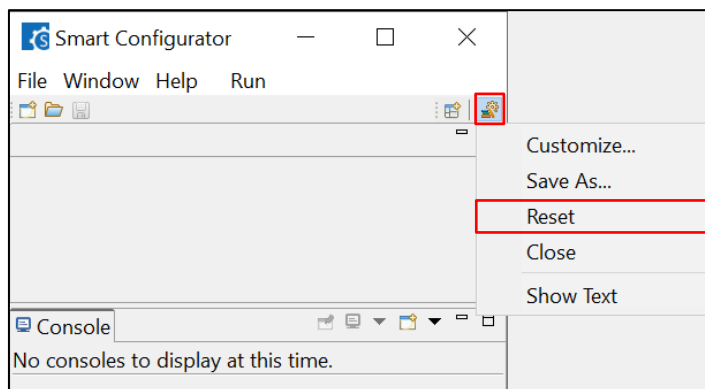 Smart Configurator
File Window Help Run
Customize...
Save As...
Reset
Close
Show Text
Console
No consoles to display at this time.